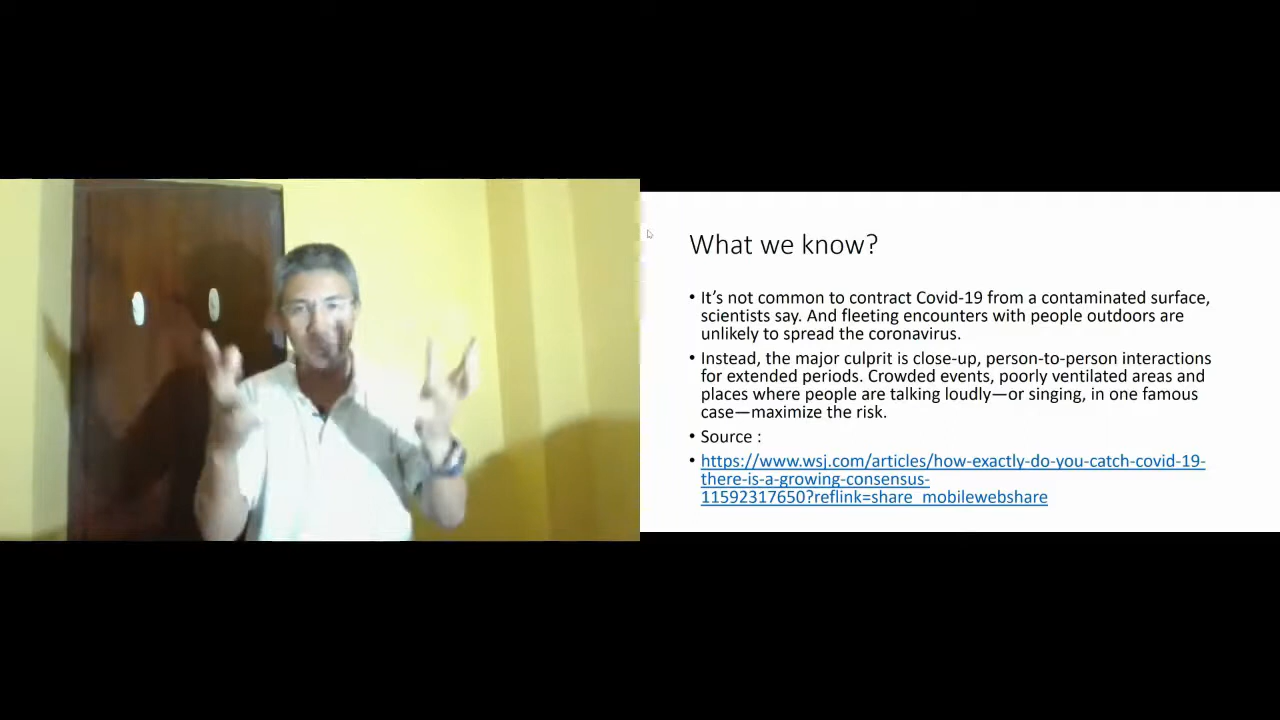 What we know?
• It’s not common to contract Covid-19 from a contaminated surface,
scientists say. And fleeting encounters with people outdoors are
unlikely to spread the coronavirus.
• Instead, the major culprit is close-up, person-to-person interactions
for extended periods. Crowded events, poorly ventilated areas and
places where people are talking loudly—or singing, in one famous
case—maximize the risk.
• Source :
• https://www.wsj.com/articles/how-exactly-do-you-catch-covid-19-
there-is-a-growing-consensus-
11592317650?reflink=share_mobilewebshare